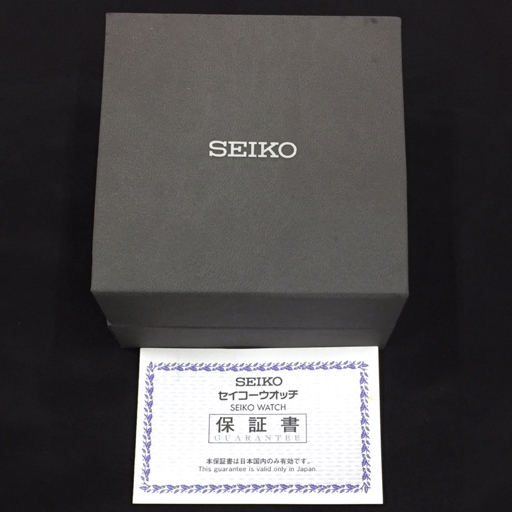 SEIKO
SEIKO
セイコーウオッチ
SEIKO WATCH
保証書
GUARANTEE
本保証書は日本国内のみ有効です。
This guarantee is valid only in Japan.